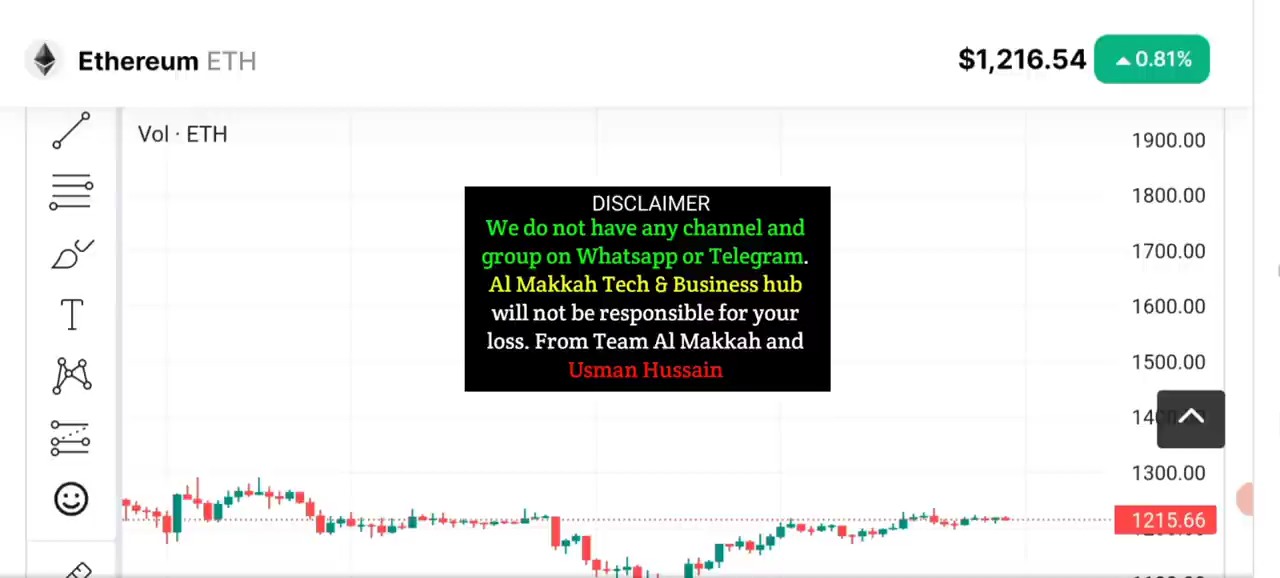 Ethereum ETH
$1,216.54
0.81%
Vol · ETH
1900.00
1800.00
1700.00
1600.00
1500.00
1300.00
1215.66
DISCLAIMER
We do not have any channel and
group on Whatsapp or Telegram.
Al Makkah Tech & Business hub
will not be responsible for your
loss. From Team Al Makkah and
Usman Hussain